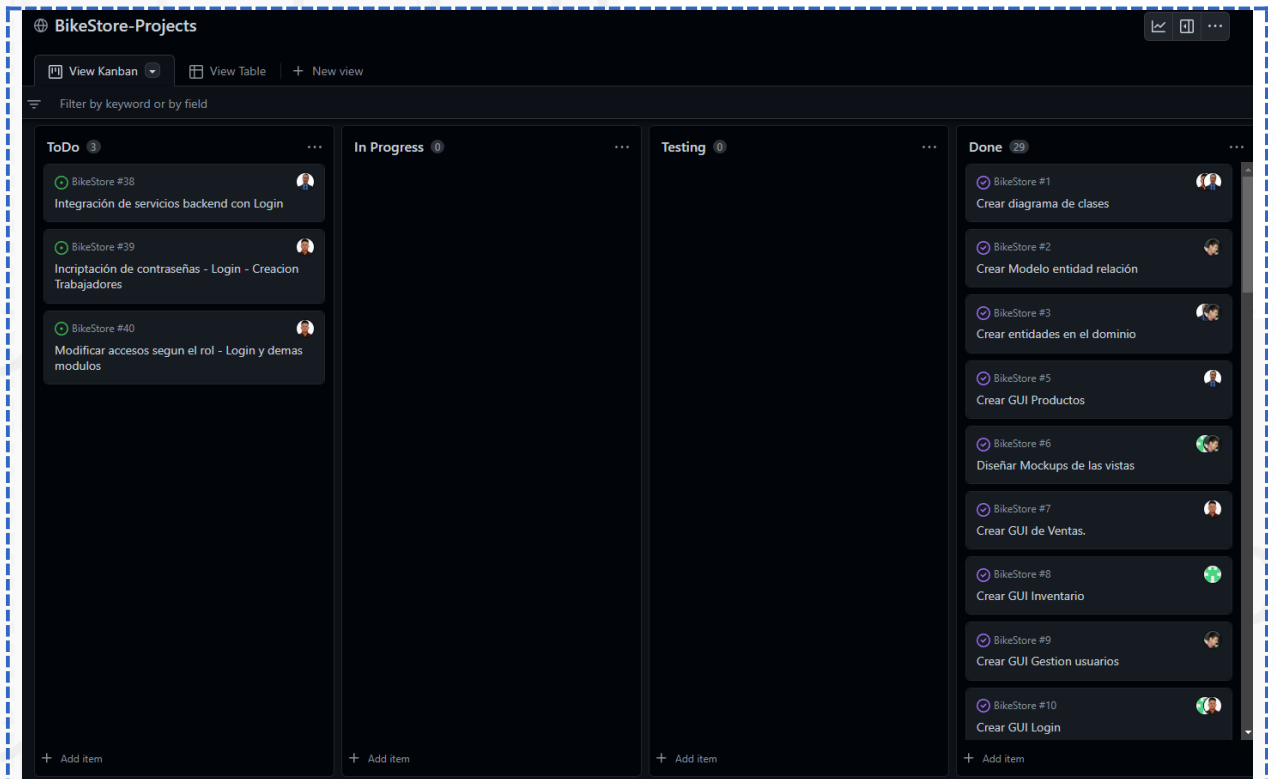 BikeStore-Projects
View Kanban
View Table
New view
Filter by keyword or by field
ToDo 3
BikeStore #38
Integración de servicios backend con Login
BikeStore #39
Incriptación de contraseñas - Login - Creacion
Trabajadores
BikeStore #40
Modificar accesos segun el rol - Login y demas
modulos
Add item
In Progress 0
Add item
Testing 0
Add item
Done 29
BikeStore #1
Crear diagrama de clases
BikeStore #2
Crear Modelo entidad relación
BikeStore #3
Crear entidades en el dominio
BikeStore #5
Crear GUI Productos
BikeStore #6
Diseñar Mockups de las vistas
BikeStore #7
Crear GUI de Ventas.
BikeStore #8
Crear GUI Inventario
BikeStore #9
Crear GUI Gestion usuarios
BikeStore #10
Crear GUI Login
Add item